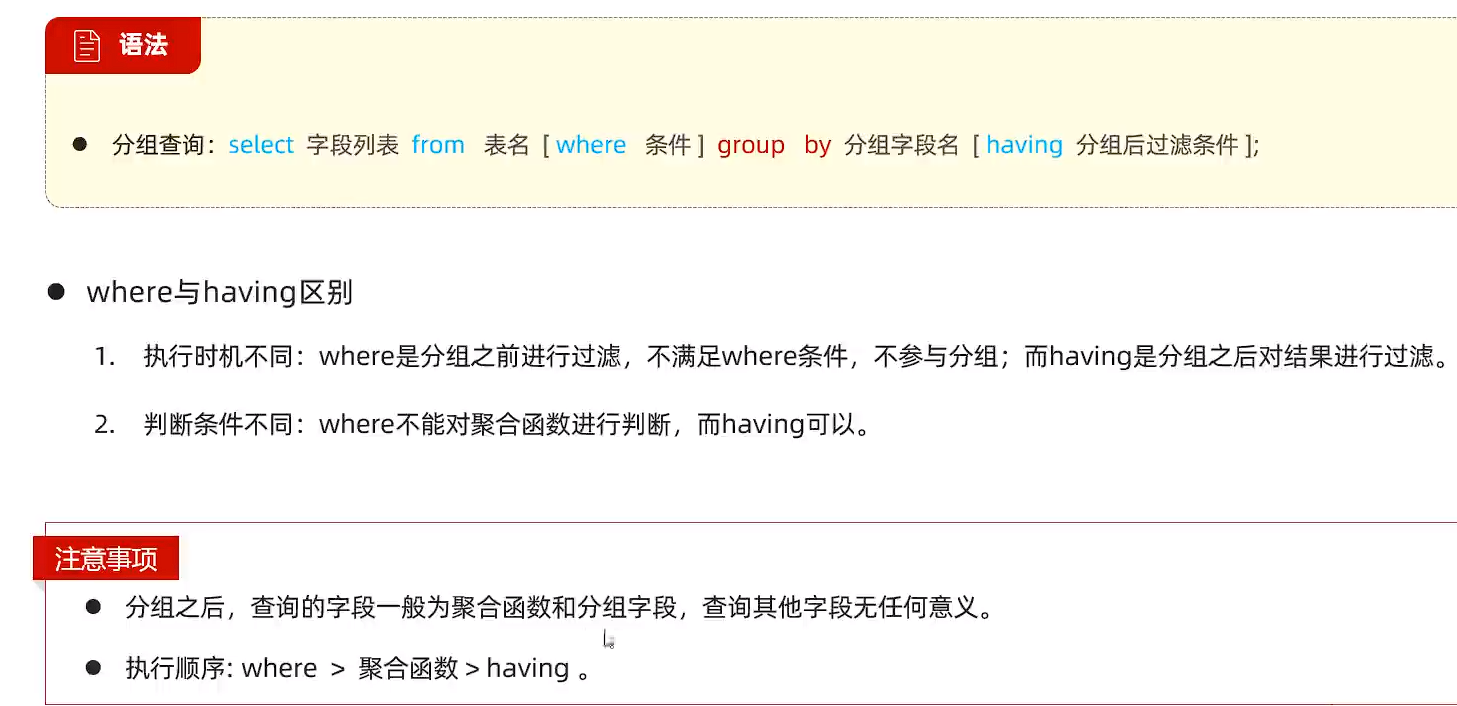 语法
● 分组查询：select 字段列表 from 表名 [ where 条件 ] group by 分组字段名 [ having 分组后过滤条件 ];
● where与having区别
1. 执行时机不同：where是分组之前进行过滤，不满足where条件，不参与分组；而having是分组之后对结果进行过滤。
2. 判断条件不同：where不能对聚合函数进行判断，而having可以。
注意事项
● 分组之后，查询的字段一般为聚合函数和分组字段，查询其他字段无任何意义。
● 执行顺序: where > 聚合函数 > having 。